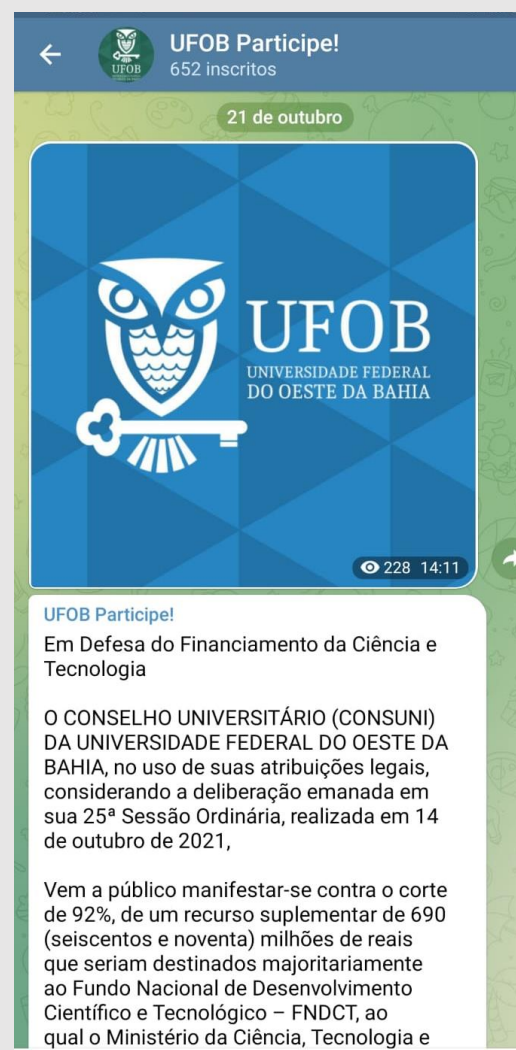 UFOB Participe!
652 inscritos
UFOB
21 de outubro
UFOB
UNIVERSIDADE FEDERAL
DO OESTE DA BAHIA
228 14:11
UFOB Participe!
Em Defesa do Financiamento da Ciência e
Tecnologia
O CONSELHO UNIVERSITÁRIO (CONSUNI)
DA UNIVERSIDADE FEDERAL DO OESTE DA
BAHIA, no uso de suas atribuições legais,
considerando a deliberação emanada em
sua 25ª Sessão Ordinária, realizada em 14
de outubro de 2021,
Vem a público manifestar-se contra o corte
de 92%, de um recurso suplementar de 690
(seiscentos e noventa) milhões de reais
que seriam destinados majoritariamente
ao Fundo Nacional de Desenvolvimento
Científico e Tecnológico – FNDCT, ao
qual o Ministério da Ciência, Tecnologia e